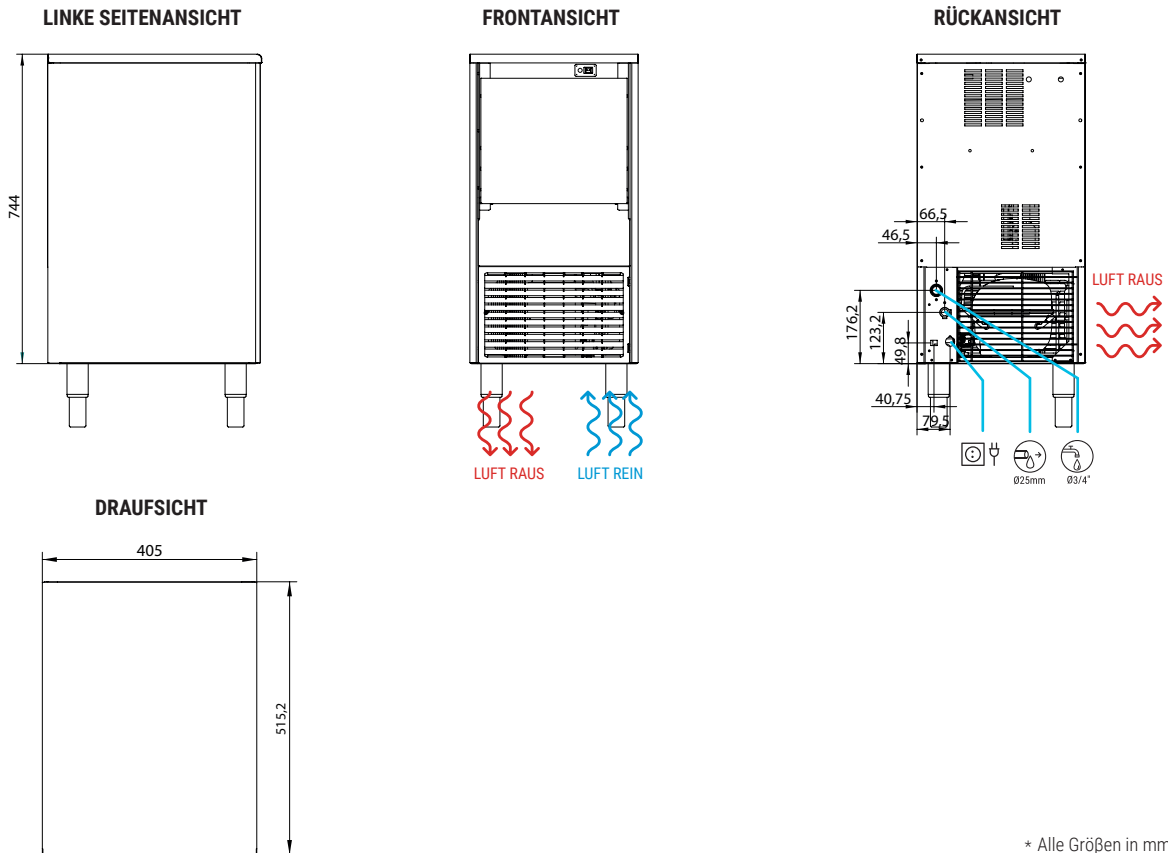 LINKE SEITENANSICHT
FRONTANSICHT
RÜCKANSICHT
744
66,5
46,5
176,2
123,2
49,8
40,75
79,5
LUFT RAUS
LUFT RAUS
LUFT REIN
Ø25mm
Ø3/4"
DRAUFSICHT
405
515,2
* Alle Größen in mm